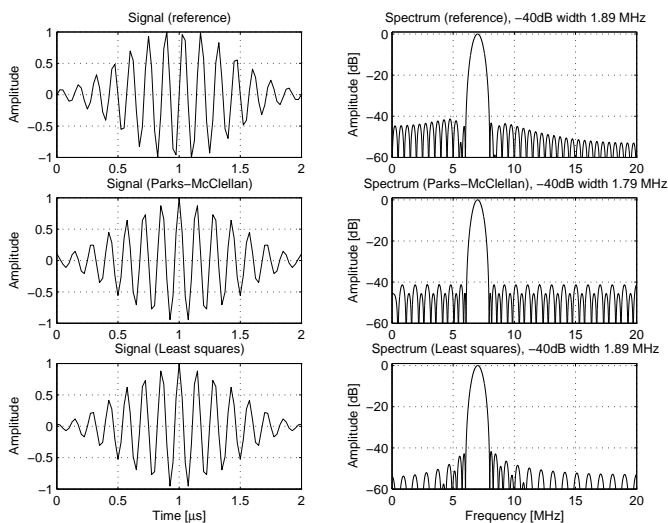 Signal (reference)
Amplitude
1
0.5
0
−0.5
−1
0 0.5 1 1.5 2
Spectrum (reference), −40dB width 1.89 MHz
Amplitude [dB]
0
−20
−40
−60
0 5 10 15 20
Signal (Parks−McClellan)
Amplitude
1
0.5
0
−0.5
−1
0 0.5 1 1.5 2
Spectrum (Parks−McClellan), −40dB width 1.79 MHz
Amplitude [dB]
0
−20
−40
−60
0 5 10 15 20
Signal (Least squares)
Amplitude
1
0.5
0
−0.5
−1
0 0.5 1 1.5 2
Time [µs]
Spectrum (Least squares), −40dB width 1.89 MHz
Amplitude [dB]
0
−20
−40
−60
0 5 10 15 20
Frequency [MHz]